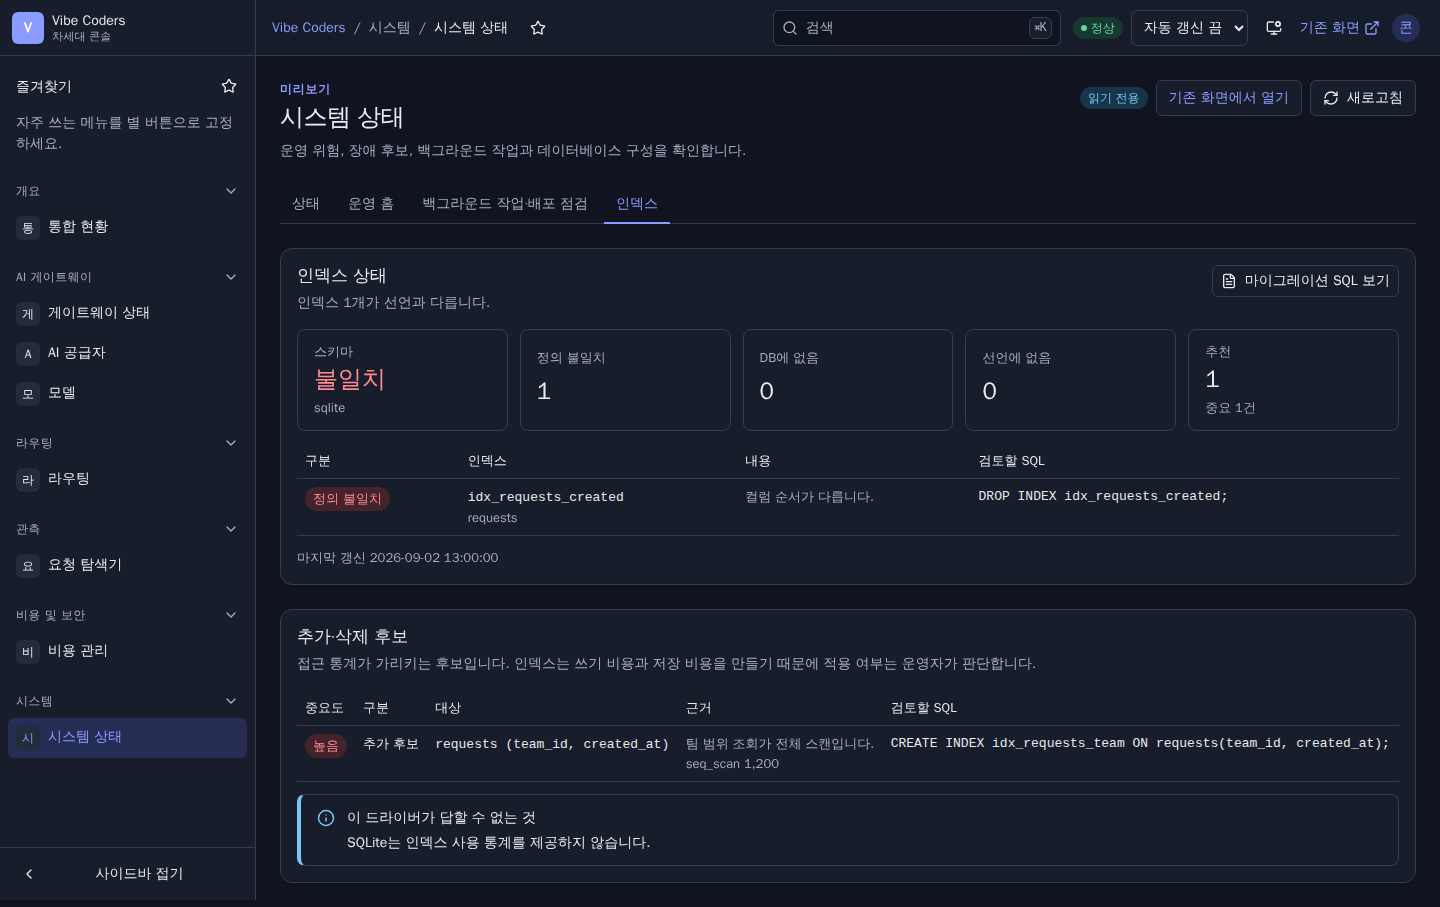 V
Vibe Coders
차세대 콘솔
Vibe Coders / 시스템 / 시스템 상태
검색
⌘K
정상
자동 갱신 끔
기존 화면
콘
즐겨찾기
자주 쓰는 메뉴를 별 버튼으로 고정
하세요.
개요
통 통합 현황
AI 게이트웨이
게 게이트웨이 상태
A AI 공급자
모 모델
라우팅
라 라우팅
관측
요 요청 탐색기
비용 및 보안
비 비용 관리
시스템
시 시스템 상태
사이드바 접기
미리보기
시스템 상태
운영 위험, 장애 후보, 백그라운드 작업과 데이터베이스 구성을 확인합니다.
읽기 전용
기존 화면에서 열기
새로고침
상태 운영 홈 백그라운드 작업·배포 점검 인덱스
인덱스 상태
인덱스 1개가 선언과 다릅니다.
마이그레이션 SQL 보기
스키마
불일치
sqlite
정의 불일치
1
DB에 없음
0
선언에 없음
0
추천
1
중요 1건
구분 인덱스 내용 검토할 SQL
정의 불일치 idx_requests_created 컬럼 순서가 다릅니다. DROP INDEX idx_requests_created;
requests
마지막 갱신 2026-09-02 13:00:00
추가·삭제 후보
접근 통계가 가리키는 후보입니다. 인덱스는 쓰기 비용과 저장 비용을 만들기 때문에 적용 여부는 운영자가 판단합니다.
중요도 구분 대상 근거 검토할 SQL
높음 추가 후보 requests (team_id, created_at) 팀 범위 조회가 전체 스캔입니다. CREATE INDEX idx_requests_team ON requests(team_id, created_at);
seq_scan 1,200
이 드라이버가 답할 수 없는 것
SQLite는 인덱스 사용 통계를 제공하지 않습니다.